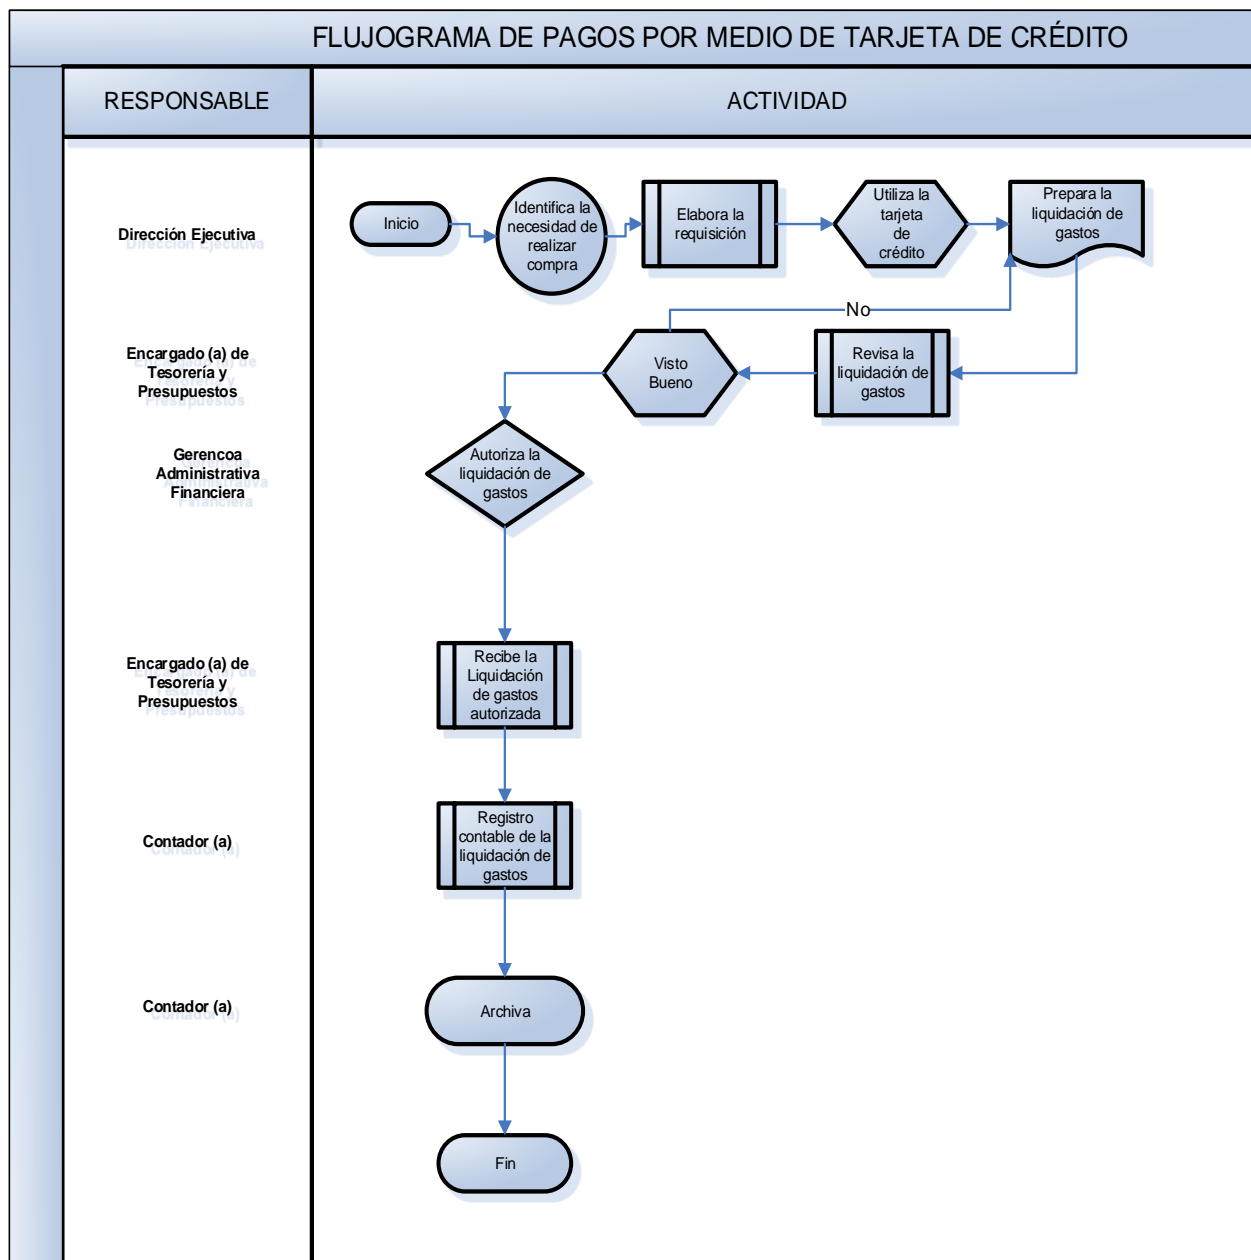 FLUJOGRAMA DE PAGOS POR MEDIO DE TARJETA DE CRÉDITO
RESPONSABLE
ACTIVIDAD
Dirección Ejecutiva
Inicio
Identifica la
necesidad de
realizar
compra
Elabora la
requisición
Utiliza la
tarjeta
de
crédito
Prepara la
liquidación de
gastos
No
Encargado (a) de
Tesorería y
Presupuestos
Visto
Bueno
Revisa la
liquidación de
gastos
Gerencoa
Administrativa
Financiera
Autoriza la
liquidación de
gastos
Encargado (a) de
Tesorería y
Presupuestos
Recibe la
Liquidación
de gastos
autorizada
Contador (a)
Registro
contable de la
liquidación de
gastos
Contador (a)
Archiva
Fin